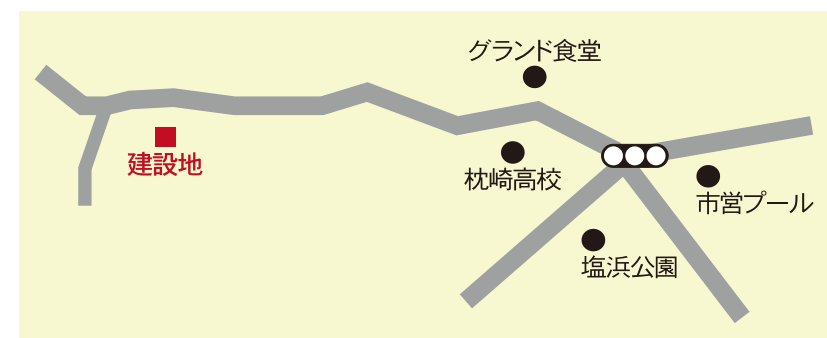 グランド食堂
建設地
枕崎高校
市営プール
塩浜公園